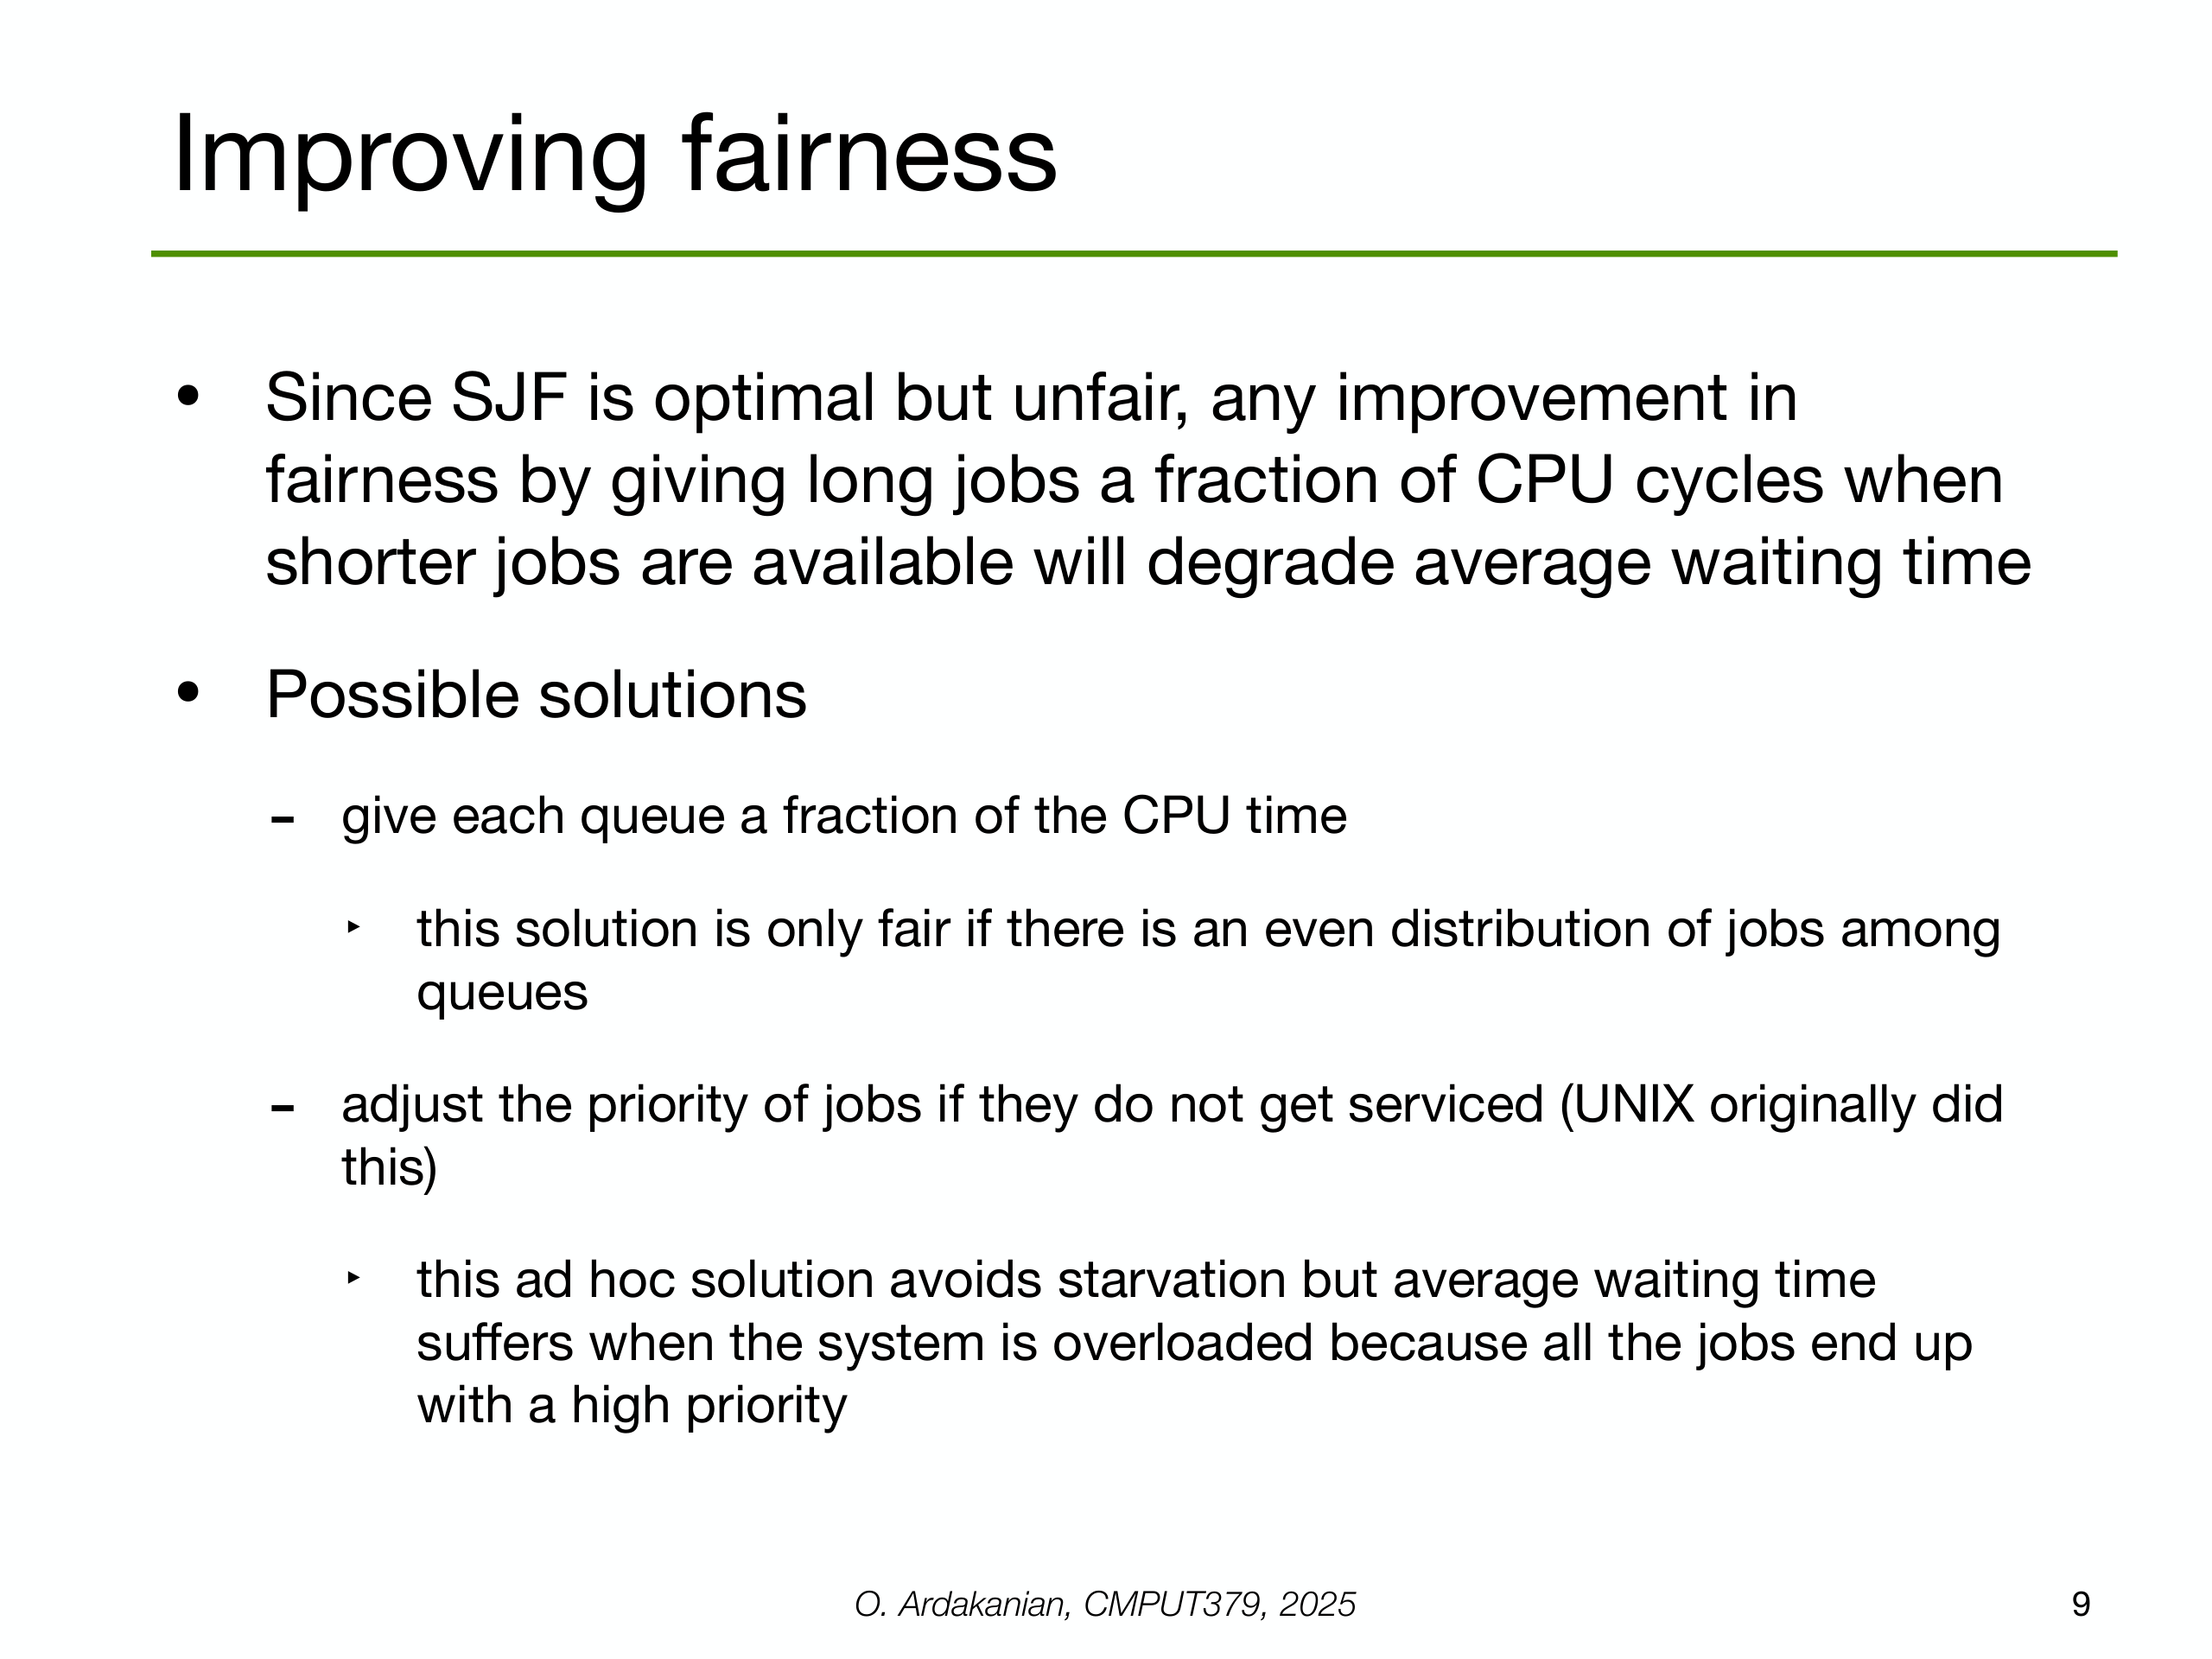 Improving fairness
• Since SJF is optimal but unfair, any improvement in
fairness by giving long jobs a fraction of CPU cycles when
shorter jobs are available will degrade average waiting time
• Possible solutions
- give each queue a fraction of the CPU time
‣ this solution is only fair if there is an even distribution of jobs among
queues
- adjust the priority of jobs if they do not get serviced (UNIX originally did
this)
‣ this ad hoc solution avoids starvation but average waiting time
suffers when the system is overloaded because all the jobs end up
with a high priority
O. Ardakanian, CMPUT379, 2025
9